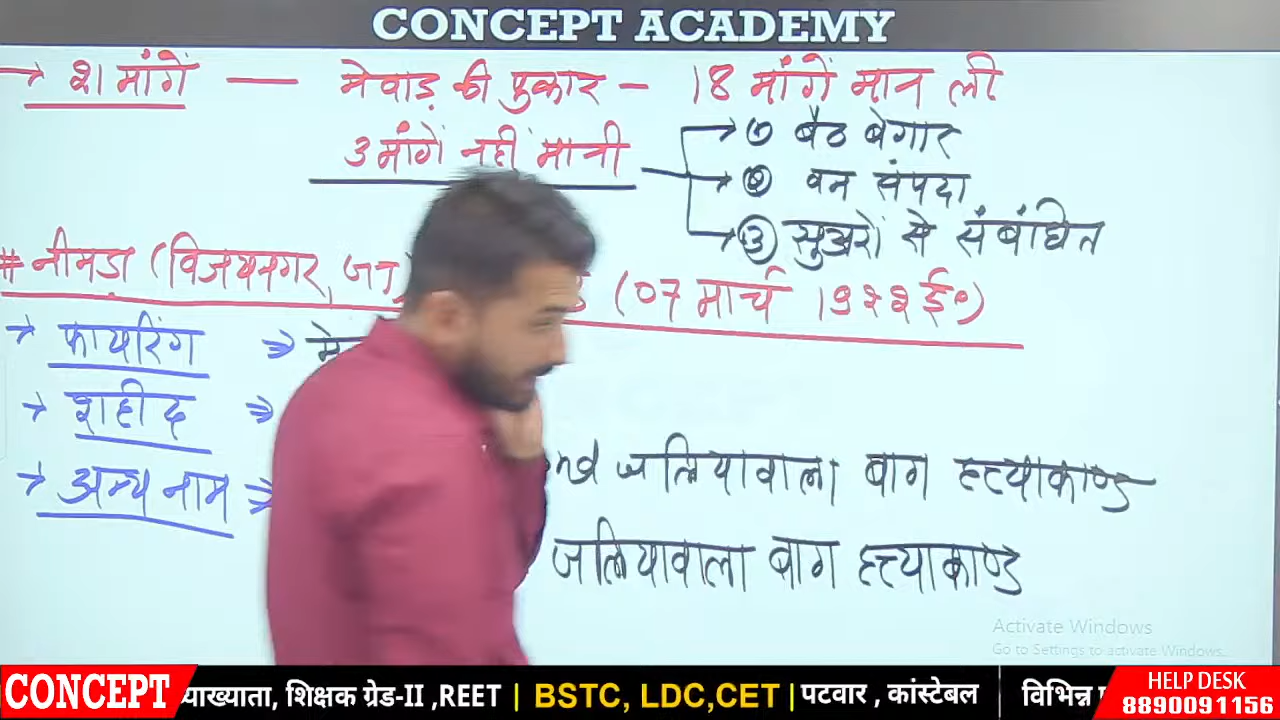 CONCEPT ACADEMY
→ २१ मांगें — मेवाड़ की पुकार - 18 मांगें मान ली
3 मांगें नहीं मानी
① बैठ बेगार
② वन संपदा
③ सुअरों से संबंधित
# नीमड़ा (विजयनगर, (07 मार्च 1922 ई०)
→ फायरिंग ⇒
→ शहीद ⇒
→ अन्य नाम ⇒ जलियावाला बाग हत्याकाण्ड
जलियावाला बाग हत्याकाण्ड
Activate Windows
Go to Settings to activate Windows.
CONCEPT याख्याता, शिक्षक ग्रेड-II ,REET | BSTC, LDC,CET | पटवार , कांस्टेबल | विभिन्न HELP DESK
8890091156